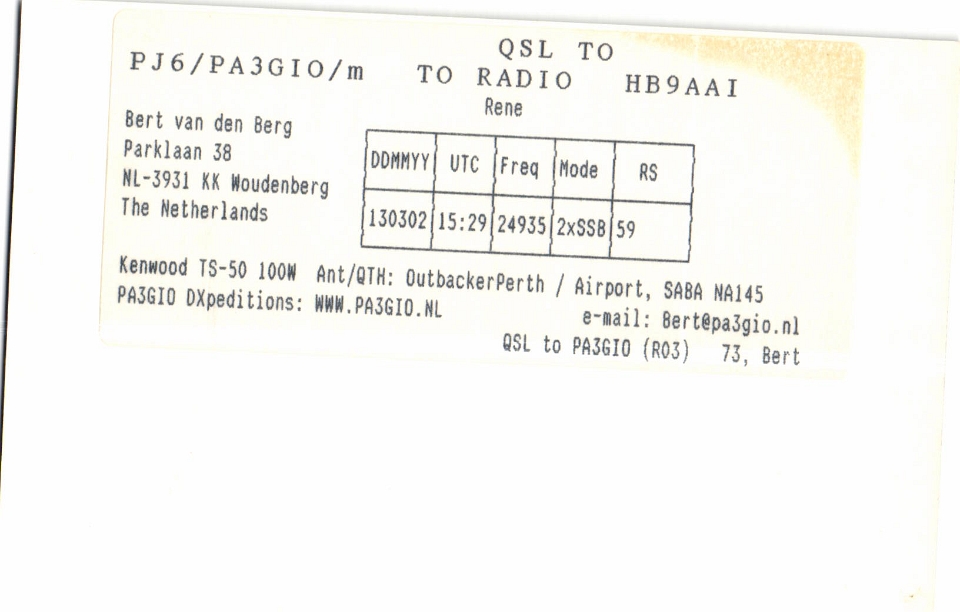 QSL TO
PJ6/PA3GIO/m TO RADIO HB9AAI
Rene
Bert van den Berg
Parklaan 38
NL-3931 KK Woudenberg
The Netherlands
DDMMYY UTC Freq Mode RS
130302 15:29 24935 2xSSB 59
Kenwood TS-50 100W Ant/QTH: OutbackerPerth / Airport, SABA NA145
PA3GIO DXpeditions: WWW.PA3GIO.NL e-mail: Bert@pa3gio.nl
QSL to PA3GIO (R03) 73, Bert